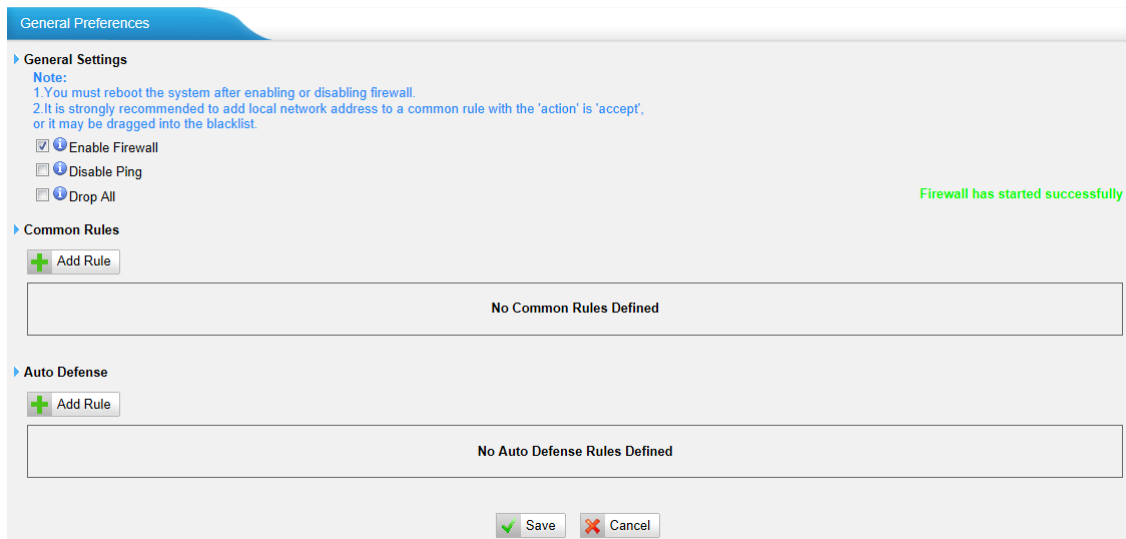 General Preferences
General Settings
Note:
1.You must reboot the system after enabling or disabling firewall.
2.It is strongly recommended to add local network address to a common rule with the 'action' is 'accept',
or it may be dragged into the blacklist.
Enable Firewall
Disable Ping
Drop All
Firewall has started successfully
Common Rules
Add Rule
No Common Rules Defined
Auto Defense
Add Rule
No Auto Defense Rules Defined
Save
Cancel